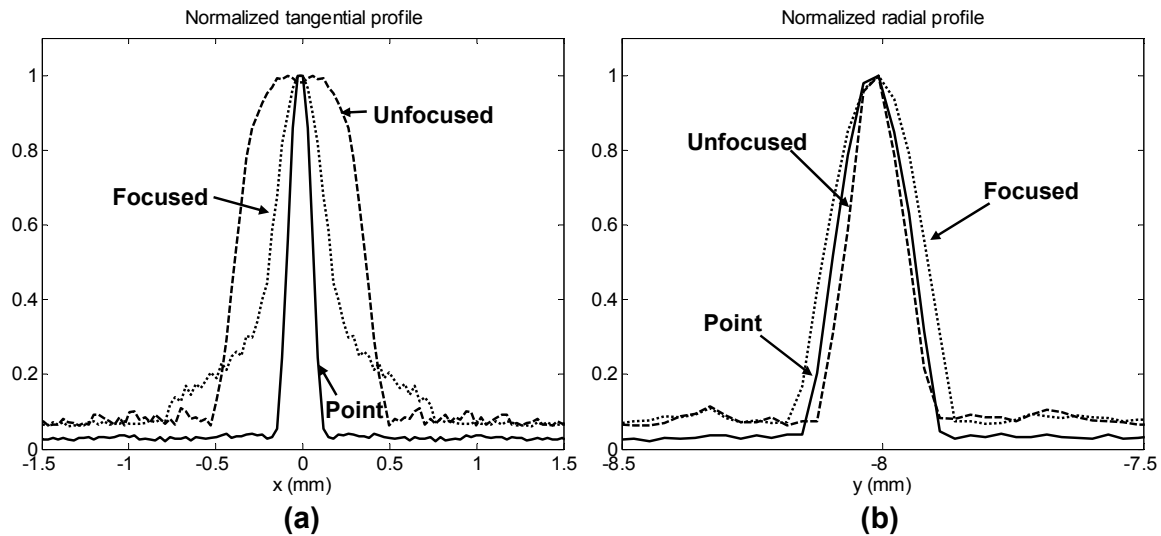 Normalized tangential profile
1
0.8
0.6
0.4
0.2
0
-1.5 -1 -0.5 0 0.5 1 1.5
x (mm)
Unfocused
Focused
Point
(a)
Normalized radial profile
1
0.8
0.6
0.4
0.2
0
-8.5 -8 -7.5
y (mm)
Unfocused
Focused
Point
(b)